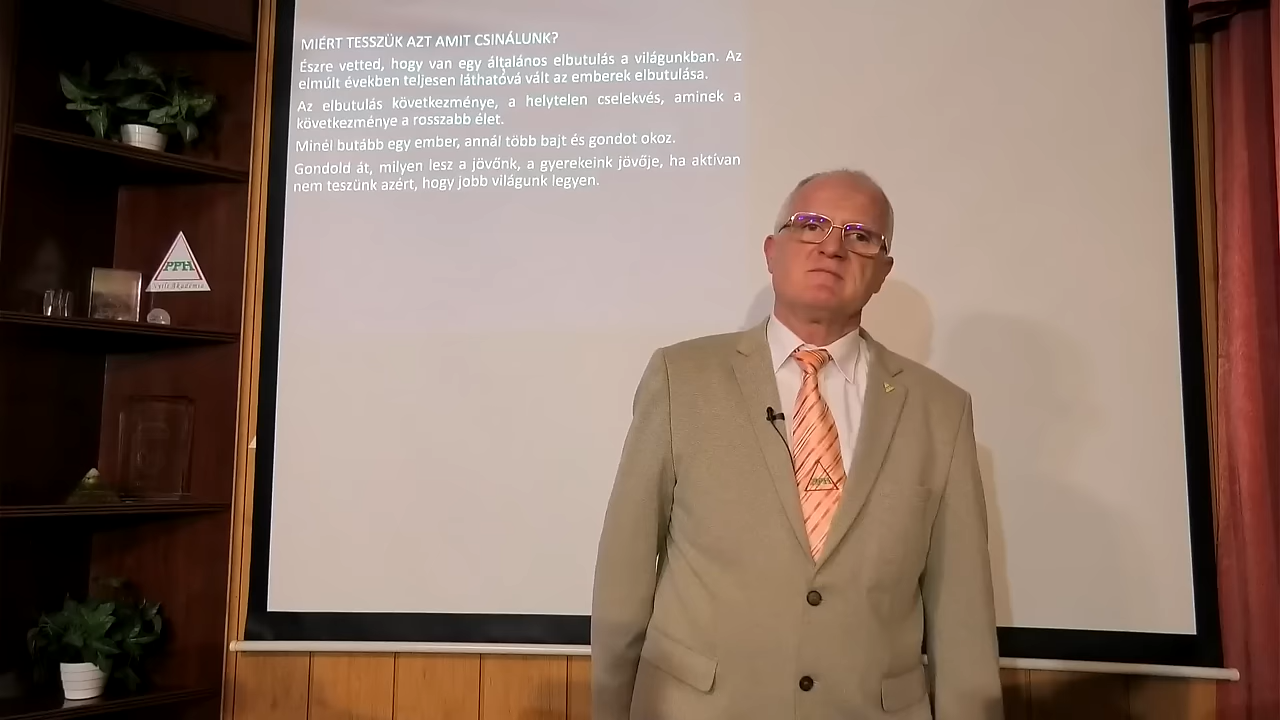 MIÉRT TESSZÜK AZT AMIT CSINÁLUNK?
Észre vetted, hogy van egy általános elbutulás a világunkban. Az
elmúlt években teljesen láthatóvá vált az emberek elbutulása.
Az elbutulás következménye, a helytelen cselekvés, aminek a
következménye a rosszabb élet.
Minél butább egy ember, annál több bajt és gondot okoz.
Gondold át, milyen lesz a jövőnk, a gyerekeink jövője, ha aktívan
nem teszünk azért, hogy jobb világunk legyen.
PPH
Nyílt Akadémia
PPH